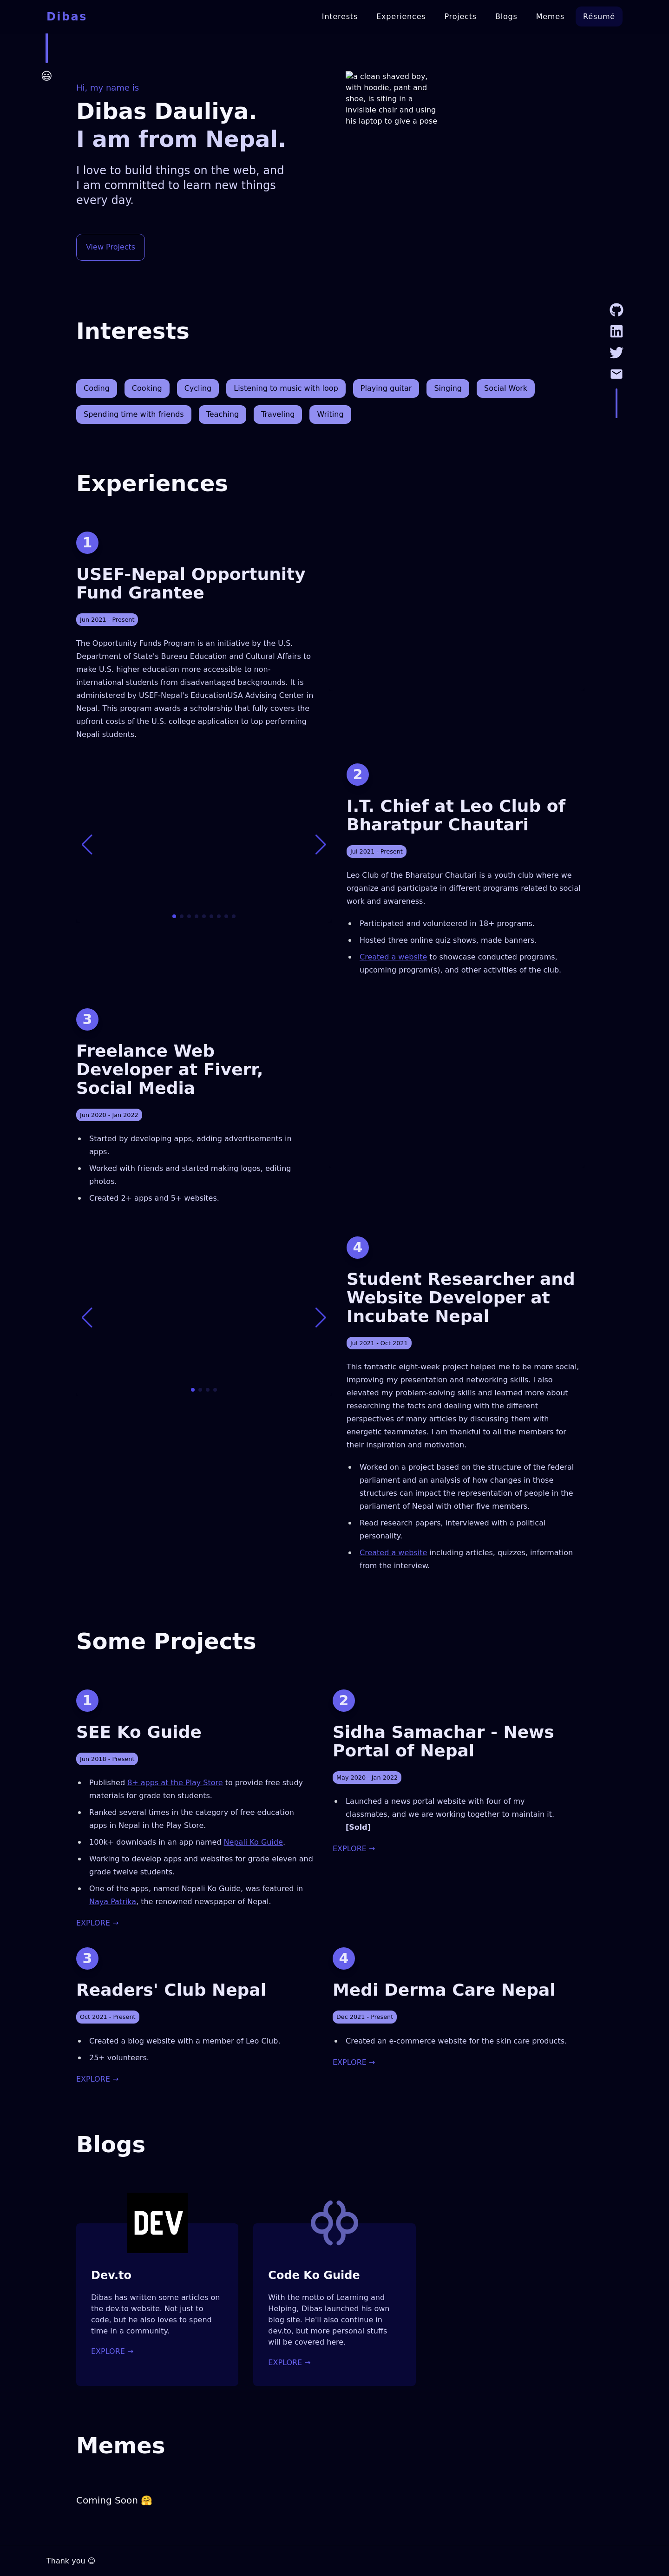 Dibas
Interests
Experiences
Projects
Blogs
Memes
Résumé
Hi, my name is
Dibas Dauliya.
I am from Nepal.
I love to build things on the web, and
I am committed to learn new things
every day.
View Projects
a clean shaved boy,
with hoodie, pant and
shoe, is siting in a
invisible chair and using
his laptop to give a pose
Interests
Coding
Cooking
Cycling
Listening to music with loop
Playing guitar
Singing
Social Work
Spending time with friends
Teaching
Traveling
Writing
Experiences
1
USEF-Nepal Opportunity
Fund Grantee
Jun 2021 - Present
The Opportunity Funds Program is an initiative by the U.S.
Department of State's Bureau Education and Cultural Affairs to
make U.S. higher education more accessible to non-
international students from disadvantaged backgrounds. It is
administered by USEF-Nepal's EducationUSA Advising Center in
Nepal. This program awards a scholarship that fully covers the
upfront costs of the U.S. college application to top performing
Nepali students.
2
I.T. Chief at Leo Club of
Bharatpur Chautari
Jul 2021 - Present
Leo Club of the Bharatpur Chautari is a youth club where we
organize and participate in different programs related to social
work and awareness.
Participated and volunteered in 18+ programs.
Hosted three online quiz shows, made banners.
Created a website to showcase conducted programs,
upcoming program(s), and other activities of the club.
3
Freelance Web
Developer at Fiverr,
Social Media
Jun 2020 - Jan 2022
Started by developing apps, adding advertisements in
apps.
Worked with friends and started making logos, editing
photos.
Created 2+ apps and 5+ websites.
4
Student Researcher and
Website Developer at
Incubate Nepal
Jul 2021 - Oct 2021
This fantastic eight-week project helped me to be more social,
improving my presentation and networking skills. I also
elevated my problem-solving skills and learned more about
researching the facts and dealing with the different
perspectives of many articles by discussing them with
energetic teammates. I am thankful to all the members for
their inspiration and motivation.
Worked on a project based on the structure of the federal
parliament and an analysis of how changes in those
structures can impact the representation of people in the
parliament of Nepal with other five members.
Read research papers, interviewed with a political
personality.
Created a website including articles, quizzes, information
from the interview.
Some Projects
1
SEE Ko Guide
Jun 2018 - Present
Published 8+ apps at the Play Store to provide free study
materials for grade ten students.
Ranked several times in the category of free education
apps in Nepal in the Play Store.
100k+ downloads in an app named Nepali Ko Guide.
Working to develop apps and websites for grade eleven and
grade twelve students.
One of the apps, named Nepali Ko Guide, was featured in
Naya Patrika, the renowned newspaper of Nepal.
EXPLORE →
2
Sidha Samachar - News
Portal of Nepal
May 2020 - Jan 2022
Launched a news portal website with four of my
classmates, and we are working together to maintain it.
[Sold]
EXPLORE →
3
Readers' Club Nepal
Oct 2021 - Present
Created a blog website with a member of Leo Club.
25+ volunteers.
EXPLORE →
4
Medi Derma Care Nepal
Dec 2021 - Present
Created an e-commerce website for the skin care products.
EXPLORE →
Blogs
DEV
Dev.to
Dibas has written some articles on
the dev.to website. Not just to
code, but he also loves to spend
time in a community.
EXPLORE →
Code Ko Guide
With the motto of Learning and
Helping, Dibas launched his own
blog site. He'll also continue in
dev.to, but more personal stuffs
will be covered here.
EXPLORE →
Memes
Coming Soon 🤗
Thank you 😊